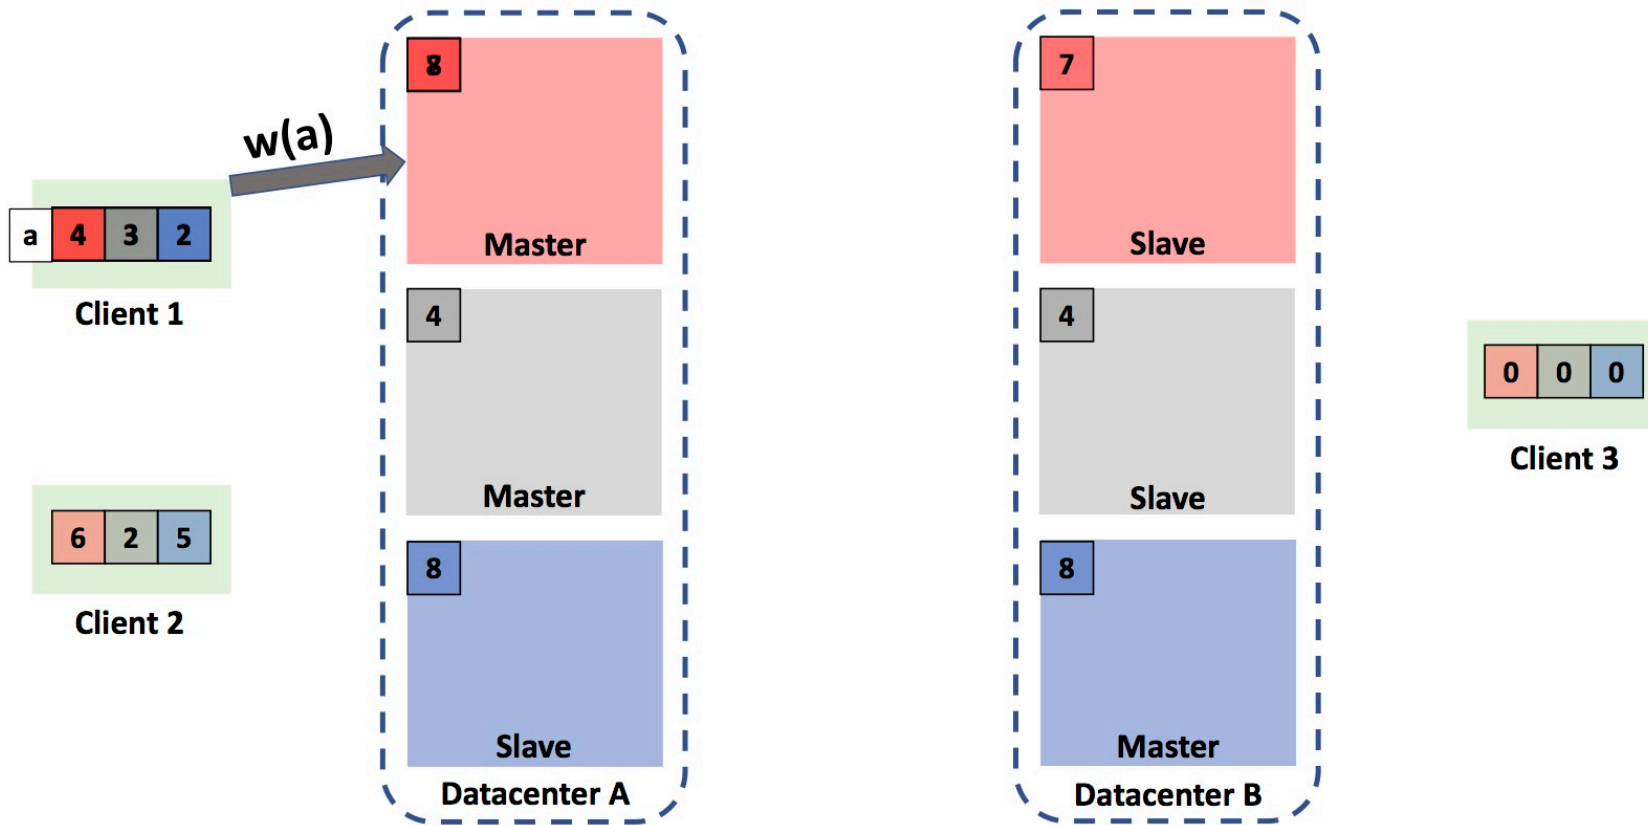 w(a)
a 4 3 2
Client 1
6 2 5
Client 2
8
Master
4
Master
8
Slave
Datacenter A
7
Slave
4
Slave
8
Master
Datacenter B
0 0 0
Client 3